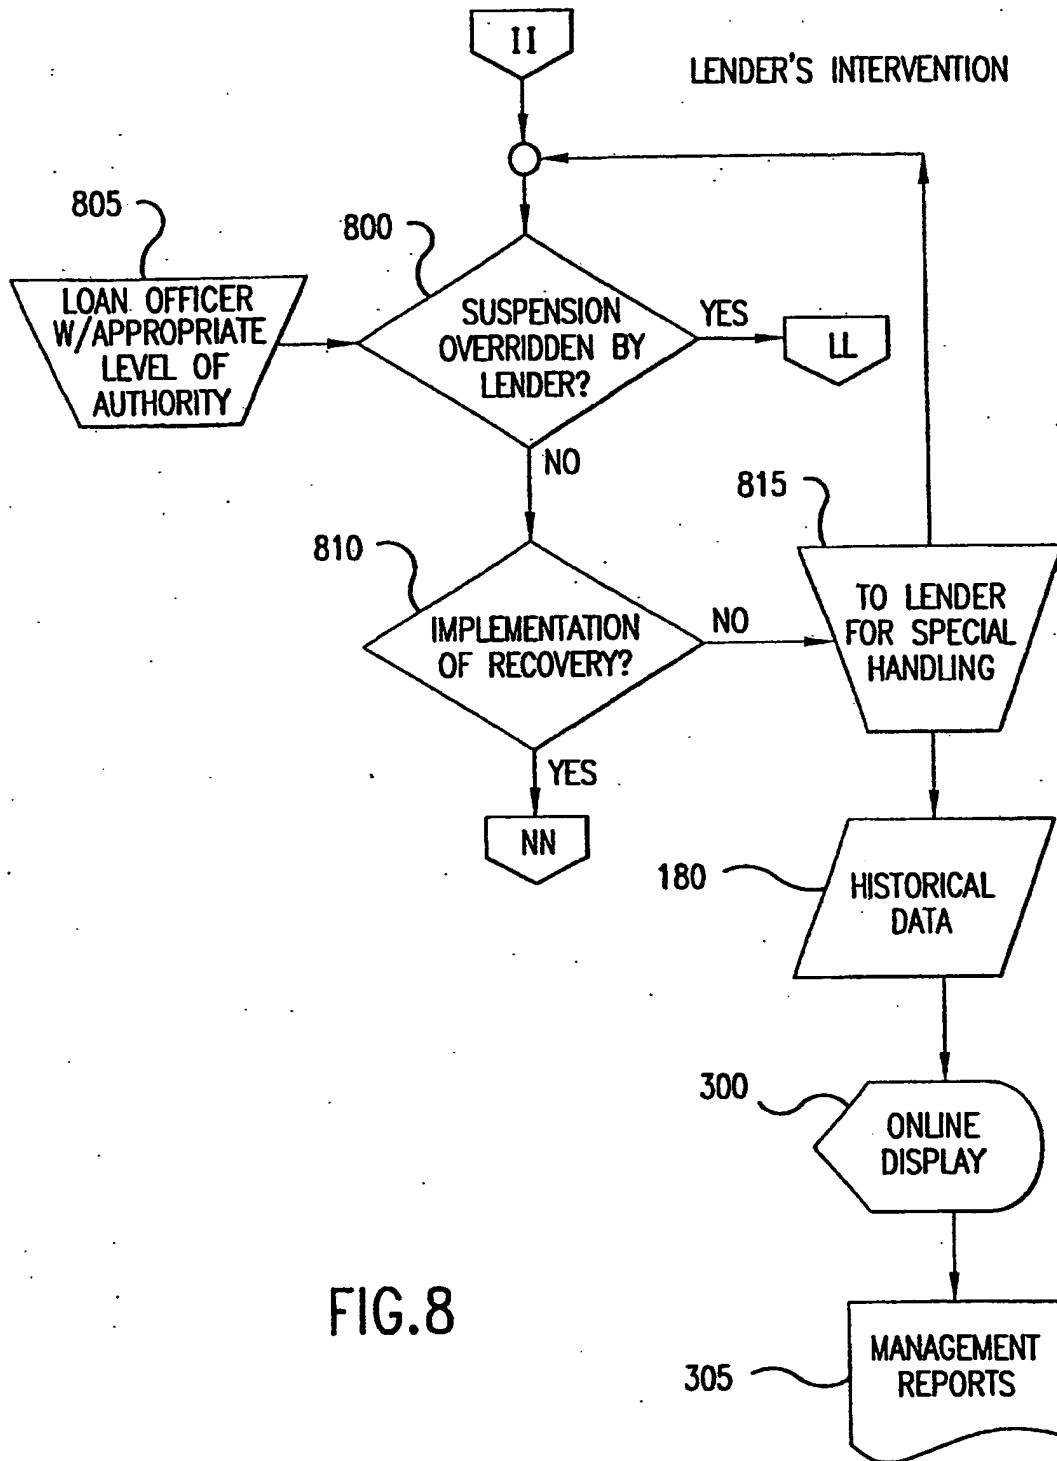 II
LENDER'S INTERVENTION
805
800
LOAN OFFICER
W/APPROPRIATE
LEVEL OF
AUTHORITY
SUSPENSION
OVERRIDDEN BY
LENDER?
YES
LL
NO
815
810
IMPLEMENTATION
OF RECOVERY?
NO
TO LENDER
FOR SPECIAL
HANDLING
YES
NN
180
HISTORICAL
DATA
300
ONLINE
DISPLAY
FIG.8
305
MANAGEMENT
REPORTS